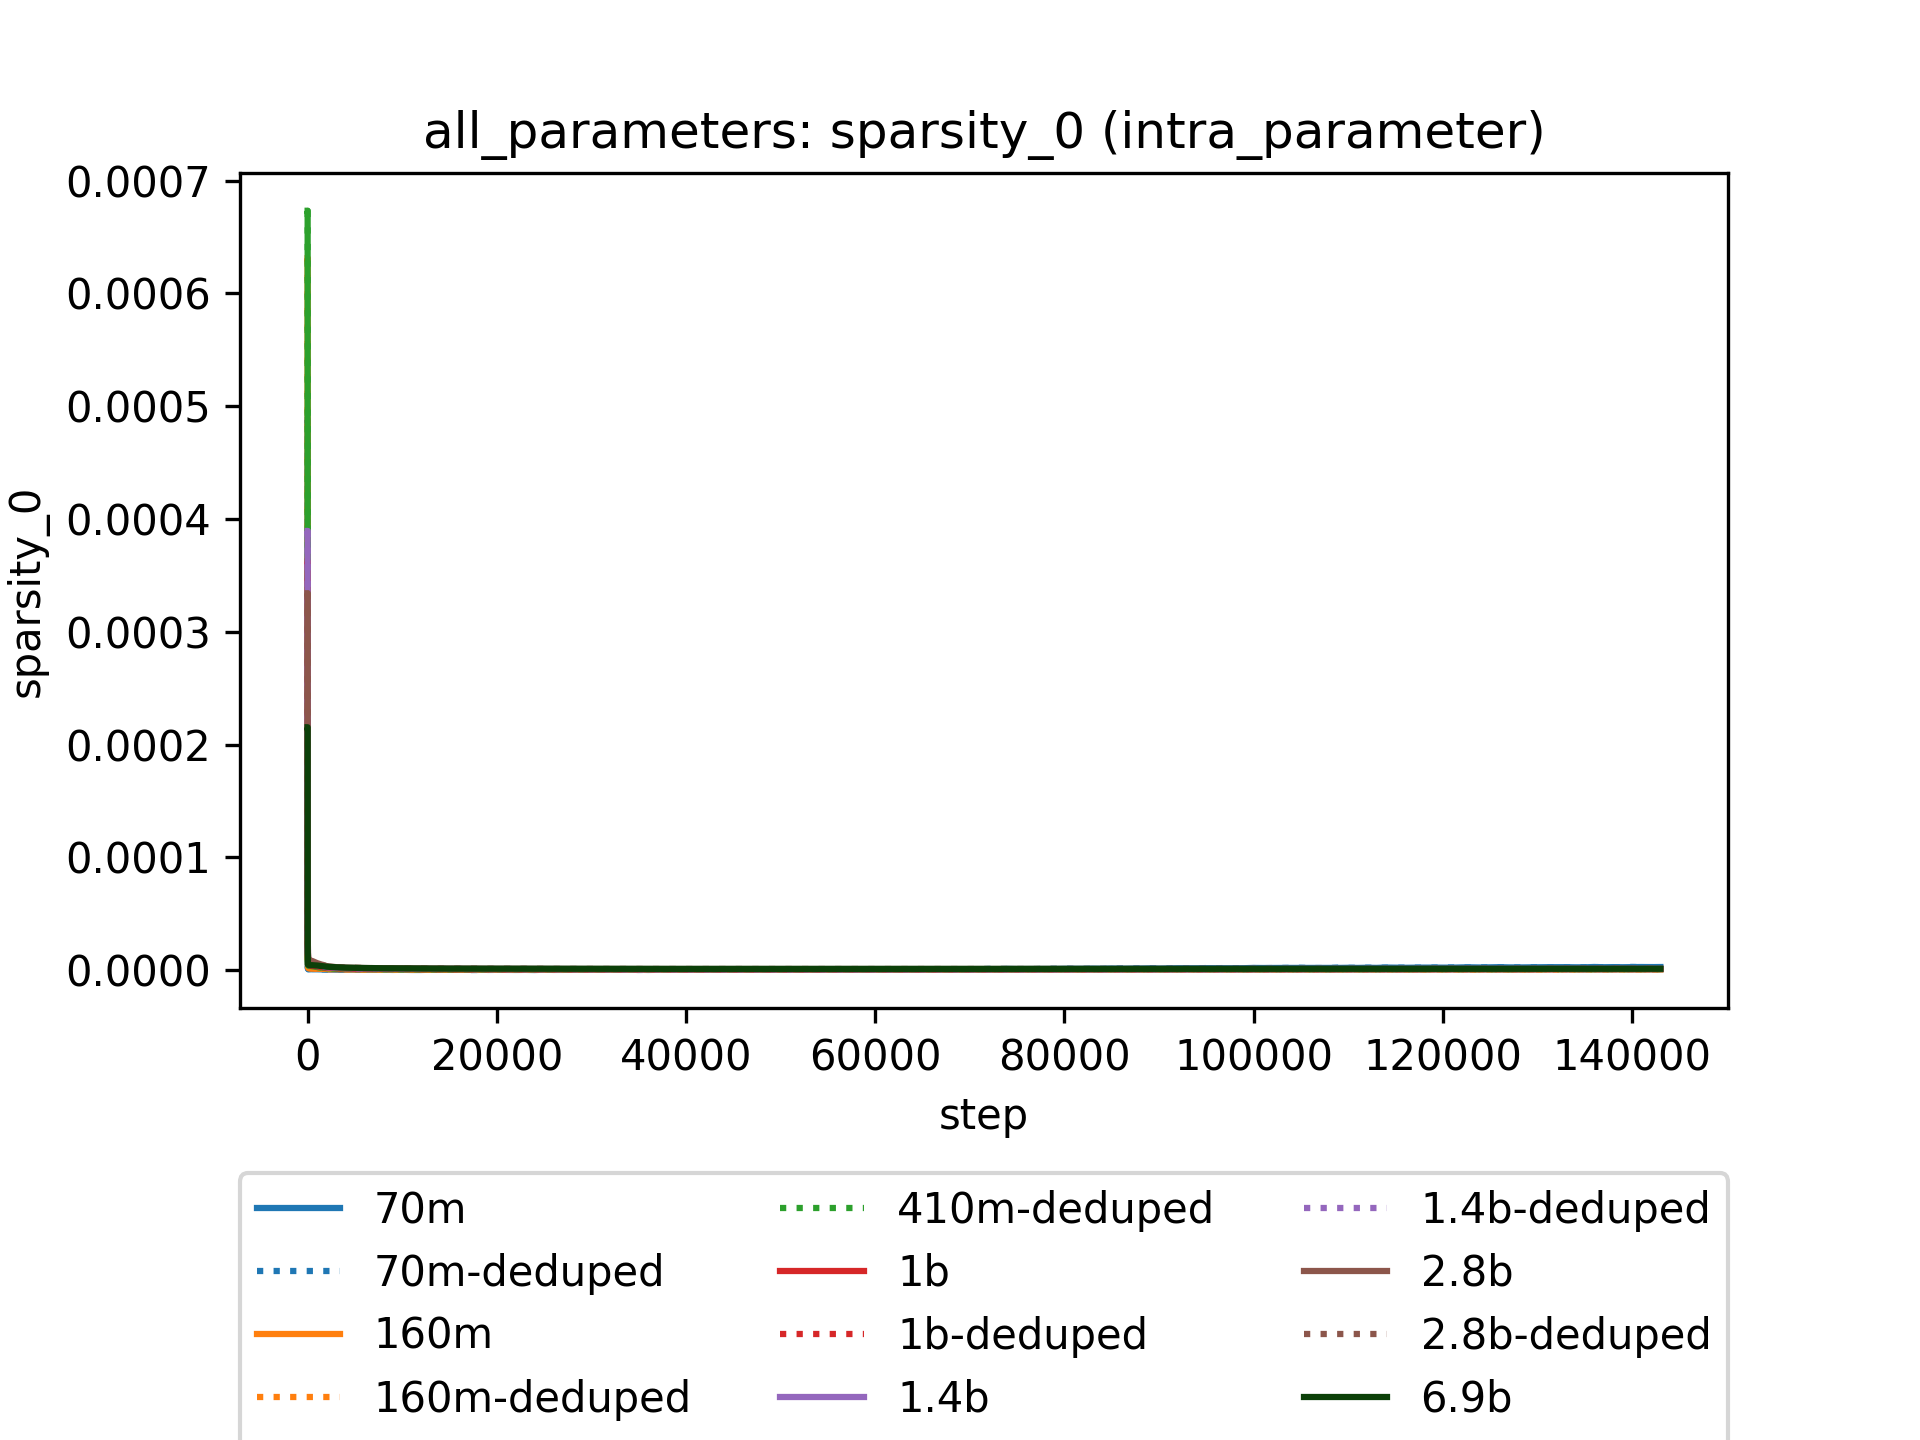 all_parameters: sparsity_0 (intra_parameter)
0.0007
0.0006
0.0005
0.0004
0.0003
0.0002
0.0001
0.0000
sparsity_0
0 20000 40000 60000 80000 100000 120000 140000
step
70m
70m-deduped
160m
160m-deduped
410m-deduped
1b
1b-deduped
1.4b
1.4b-deduped
2.8b
2.8b-deduped
6.9b